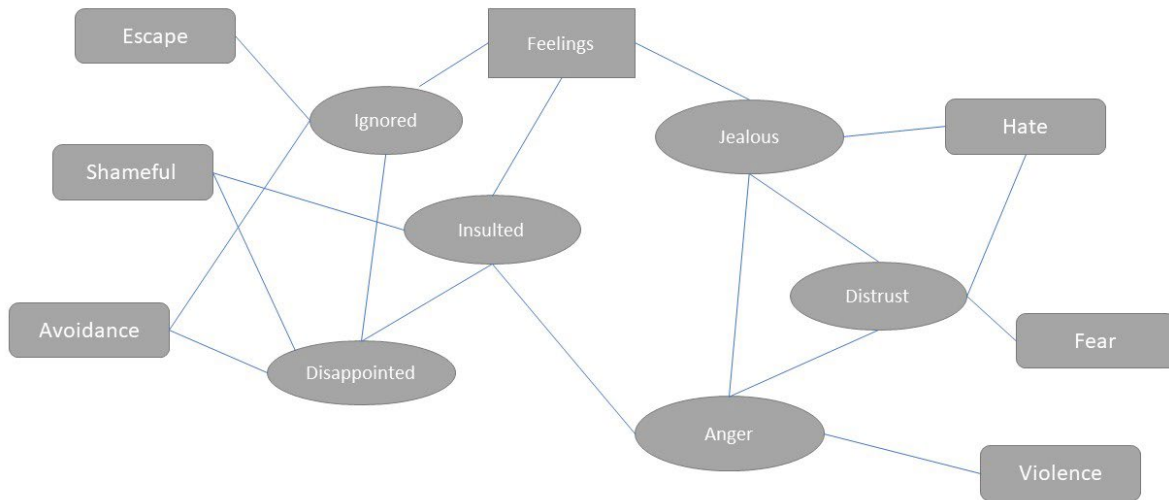 Escape
Feelings
Ignored
Jealous
Hate
Shameful
Insulted
Distrust
Avoidance
Fear
Disappointed
Anger
Violence